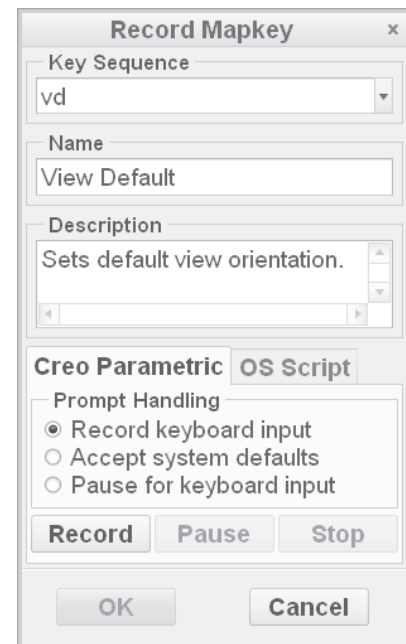 Record Mapkey x
Key Sequence
vd
Name
View Default
Description
Sets default view orientation.
Creo Parametric OS Script
Prompt Handling
Record keyboard input
Accept system defaults
Pause for keyboard input
Record Pause Stop
OK Cancel